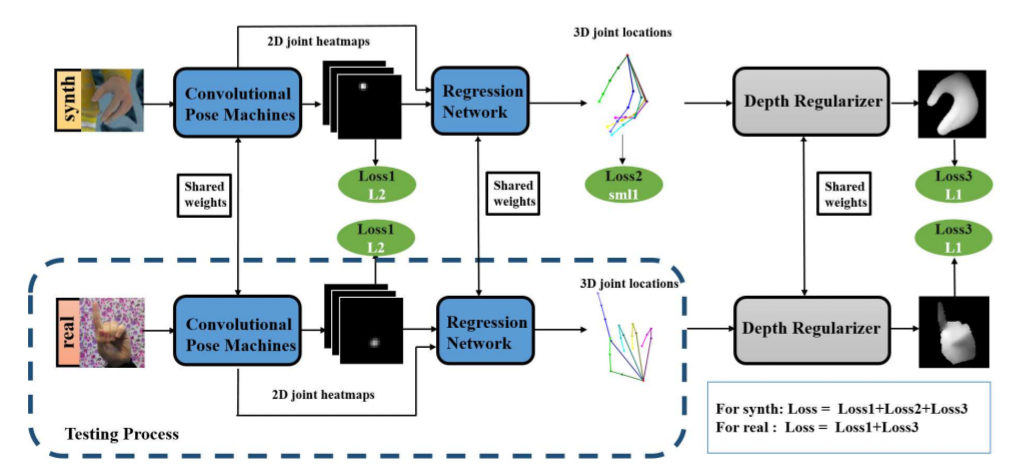 2D joint heatmaps
3D joint locations
synth
Convolutional
Pose Machines
Regression
Network
Depth Regularizer
Loss1
L2
Loss2
sml1
Loss3
L1
Shared
weights
Shared
weights
Shared
weights
Loss1
L2
Loss3
L1
3D joint locations
real
Convolutional
Pose Machines
Regression
Network
Depth Regularizer
2D joint heatmaps
Testing Process
For synth: Loss = Loss1+Loss2+Loss3
For real : Loss = Loss1+Loss3